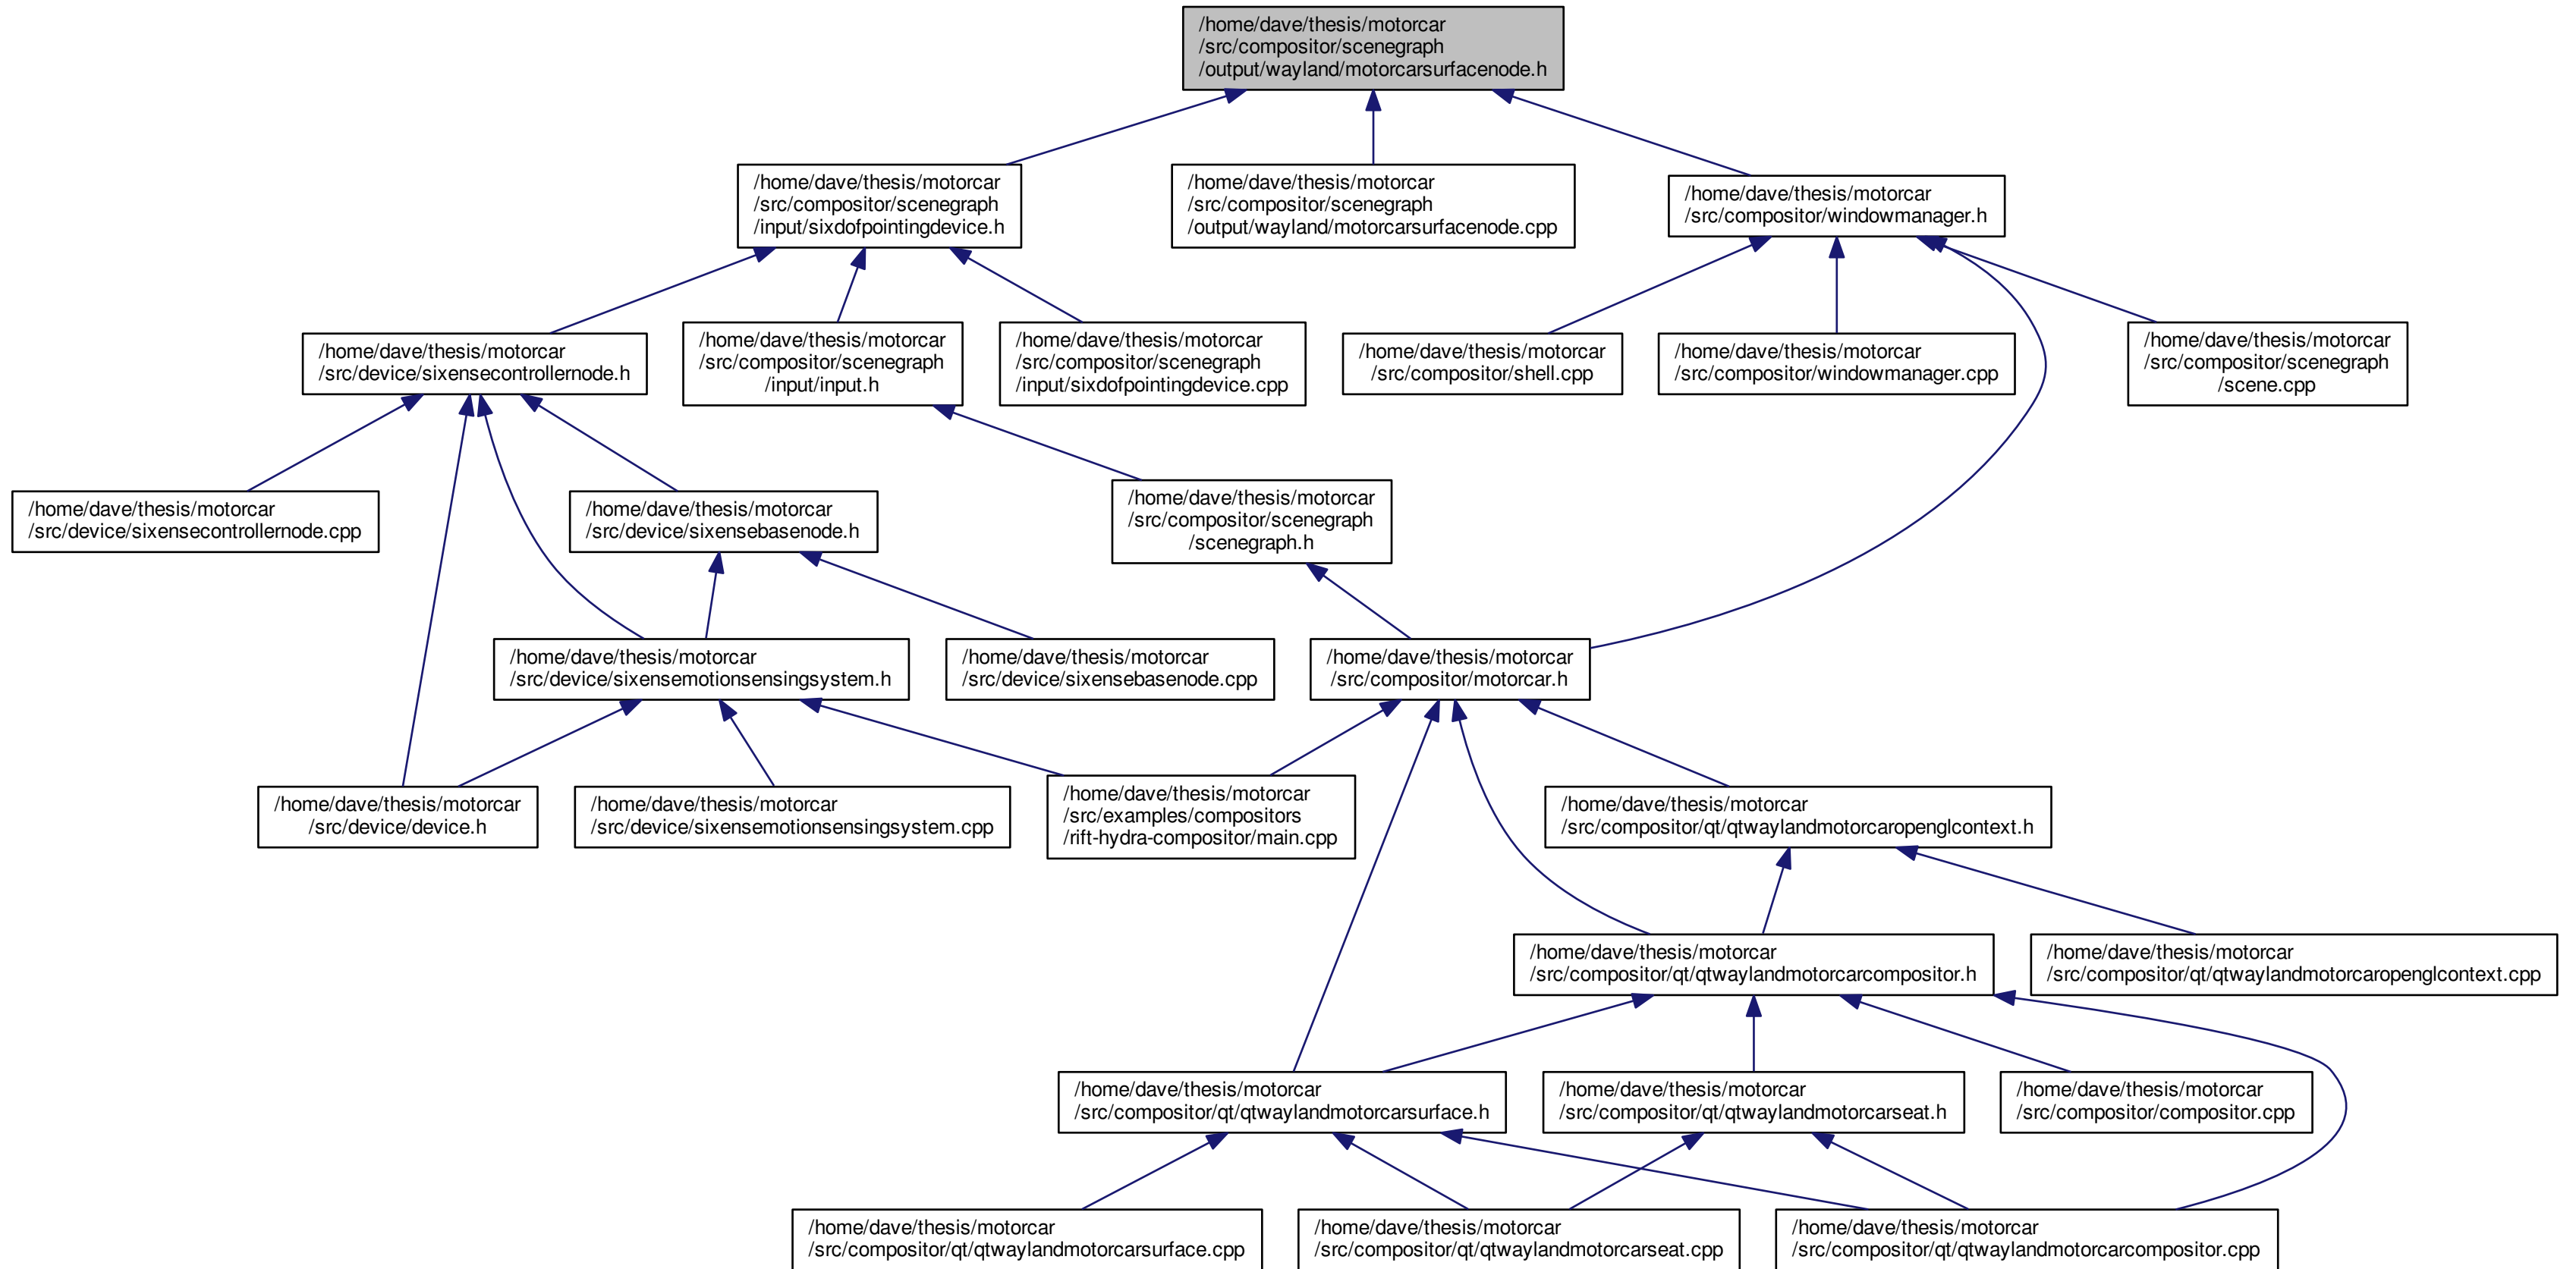 /home/dave/thesis/motorcar
/src/compositor/scenegraph
/output/wayland/motorcarsurfacenode.h
/home/dave/thesis/motorcar
/src/compositor/scenegraph
/input/sixdofpointingdevice.h
/home/dave/thesis/motorcar
/src/compositor/scenegraph
/output/wayland/motorcarsurfacenode.cpp
/home/dave/thesis/motorcar
/src/compositor/windowmanager.h
/home/dave/thesis/motorcar
/src/device/sixensecontrollernode.h
/home/dave/thesis/motorcar
/src/compositor/scenegraph
/input/input.h
/home/dave/thesis/motorcar
/src/compositor/scenegraph
/input/sixdofpointingdevice.cpp
/home/dave/thesis/motorcar
/src/compositor/shell.cpp
/home/dave/thesis/motorcar
/src/compositor/windowmanager.cpp
/home/dave/thesis/motorcar
/src/compositor/scenegraph
/scene.cpp
/home/dave/thesis/motorcar
/src/device/sixensecontrollernode.cpp
/home/dave/thesis/motorcar
/src/device/sixensebasenode.h
/home/dave/thesis/motorcar
/src/compositor/scenegraph
/scenegraph.h
/home/dave/thesis/motorcar
/src/device/sixensemotionsensingsystem.h
/home/dave/thesis/motorcar
/src/device/sixensebasenode.cpp
/home/dave/thesis/motorcar
/src/compositor/motorcar.h
/home/dave/thesis/motorcar
/src/device/device.h
/home/dave/thesis/motorcar
/src/device/sixensemotionsensingsystem.cpp
/home/dave/thesis/motorcar
/src/examples/compositors
/rift-hydra-compositor/main.cpp
/home/dave/thesis/motorcar
/src/compositor/qt/qtwaylandmotorcaropenglcontext.h
/home/dave/thesis/motorcar
/src/compositor/qt/qtwaylandmotorcarcompositor.h
/home/dave/thesis/motorcar
/src/compositor/qt/qtwaylandmotorcaropenglcontext.cpp
/home/dave/thesis/motorcar
/src/compositor/qt/qtwaylandmotorcarsurface.h
/home/dave/thesis/motorcar
/src/compositor/qt/qtwaylandmotorcarseat.h
/home/dave/thesis/motorcar
/src/compositor/compositor.cpp
/home/dave/thesis/motorcar
/src/compositor/qt/qtwaylandmotorcarsurface.cpp
/home/dave/thesis/motorcar
/src/compositor/qt/qtwaylandmotorcarseat.cpp
/home/dave/thesis/motorcar
/src/compositor/qt/qtwaylandmotorcarcompositor.cpp